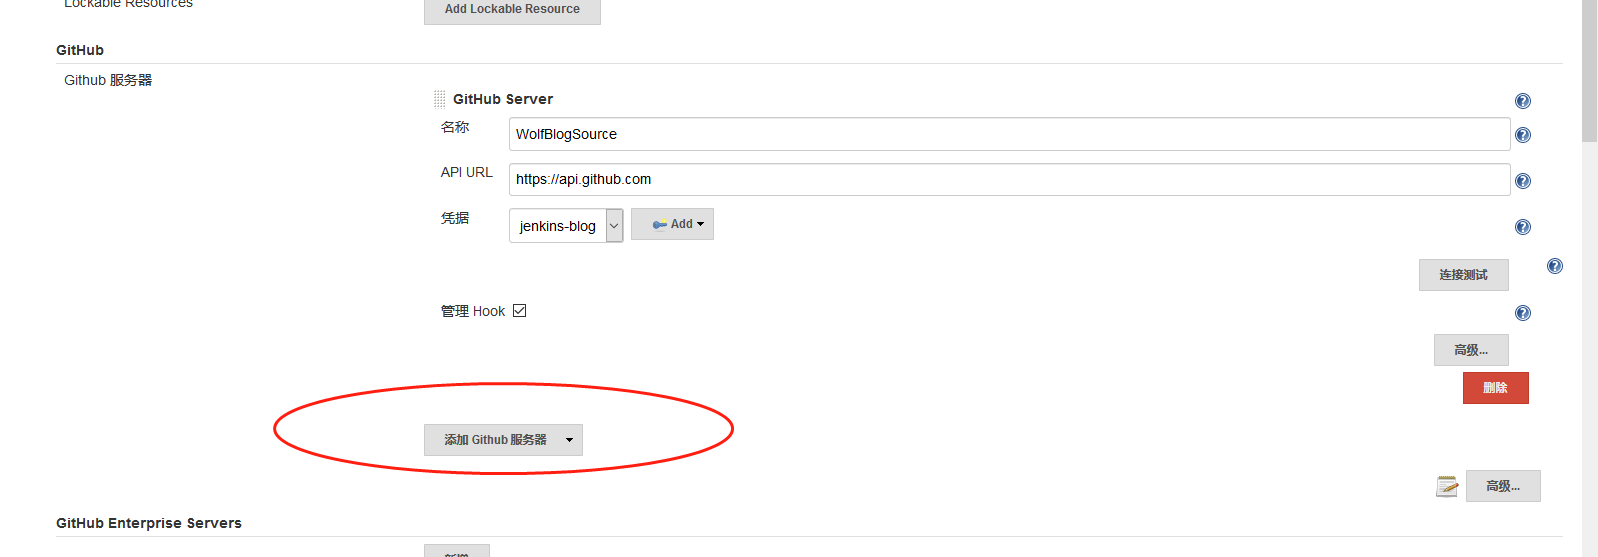 Lockable Resources
Add Lockable Resource
GitHub
Github 服务器
GitHub Server
名称
WolfBlogSource
API URL
https://api.github.com
凭据
jenkins-blog
Add
连接测试
管理 Hook
高级...
删除
添加 Github 服务器
高级...
GitHub Enterprise Servers